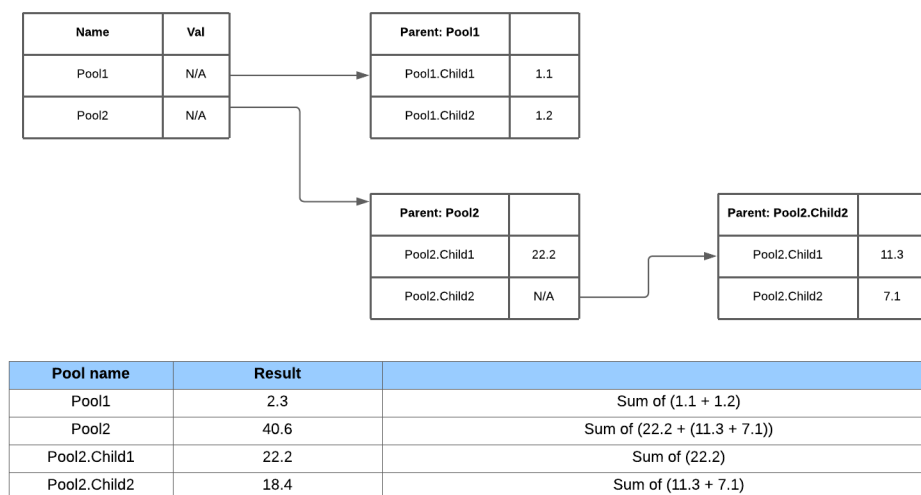 Name Val
Pool1 N/A
Pool2 N/A
Parent: Pool1
Pool1.Child1 1.1
Pool1.Child2 1.2
Parent: Pool2
Pool2.Child1 22.2
Pool2.Child2 N/A
Parent: Pool2.Child2
Pool2.Child1 11.3
Pool2.Child2 7.1
Pool name Result
Pool1 2.3 Sum of (1.1 + 1.2)
Pool2 40.6 Sum of (22.2 + (11.3 + 7.1))
Pool2.Child1 22.2 Sum of (22.2)
Pool2.Child2 18.4 Sum of (11.3 + 7.1)